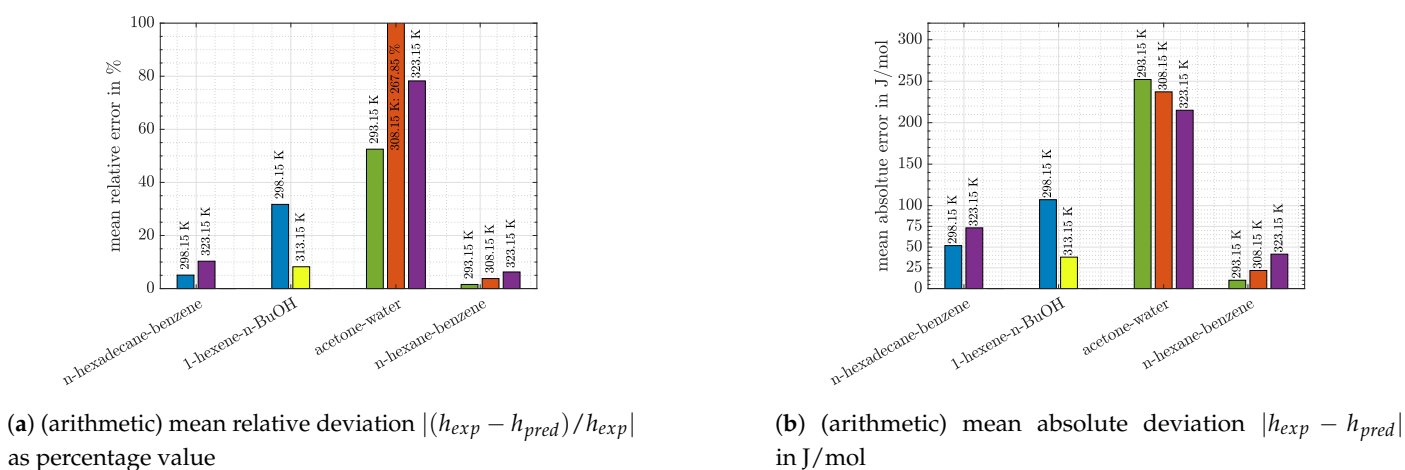 mean relative error in %
100
80
60
40
20
0
298.15 K
323.15 K
298.15 K
313.15 K
293.15 K
308.15 K: 267.85 %
323.15 K
293.15 K
308.15 K
323.15 K
n-hexadecane-benzene
1-hexene-n-BuOH
acetone-water
n-hexane-benzene
(a) (arithmetic) mean relative deviation |(h_exp − h_pred)/h_exp|
as percentage value
mean absoltue error in J/mol
300
250
200
150
100
75
50
25
0
298.15 K
323.15 K
298.15 K
313.15 K
293.15 K
308.15 K
323.15 K
293.15 K
308.15 K
323.15 K
n-hexadecane-benzene
1-hexene-n-BuOH
acetone-water
n-hexane-benzene
(b) (arithmetic) mean absolute deviation |h_exp − h_pred|
in J/mol